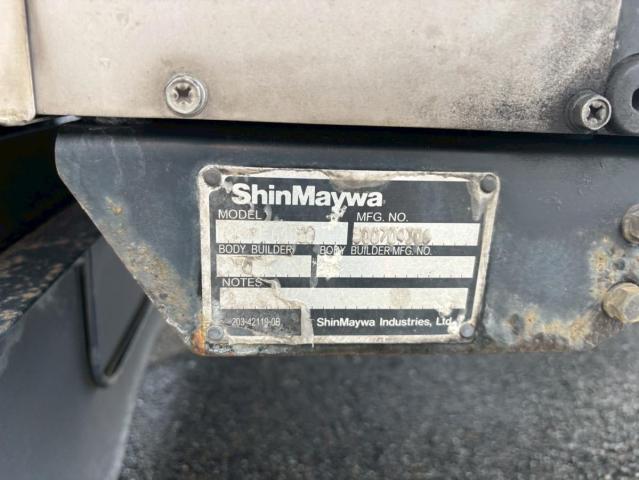 ShinMaywa
MODEL MFG. NO.
BODY BUILDER BODY BUILDER MFG. NO.
NOTES
203-42119-0B ShinMaywa Industries, Ltd.